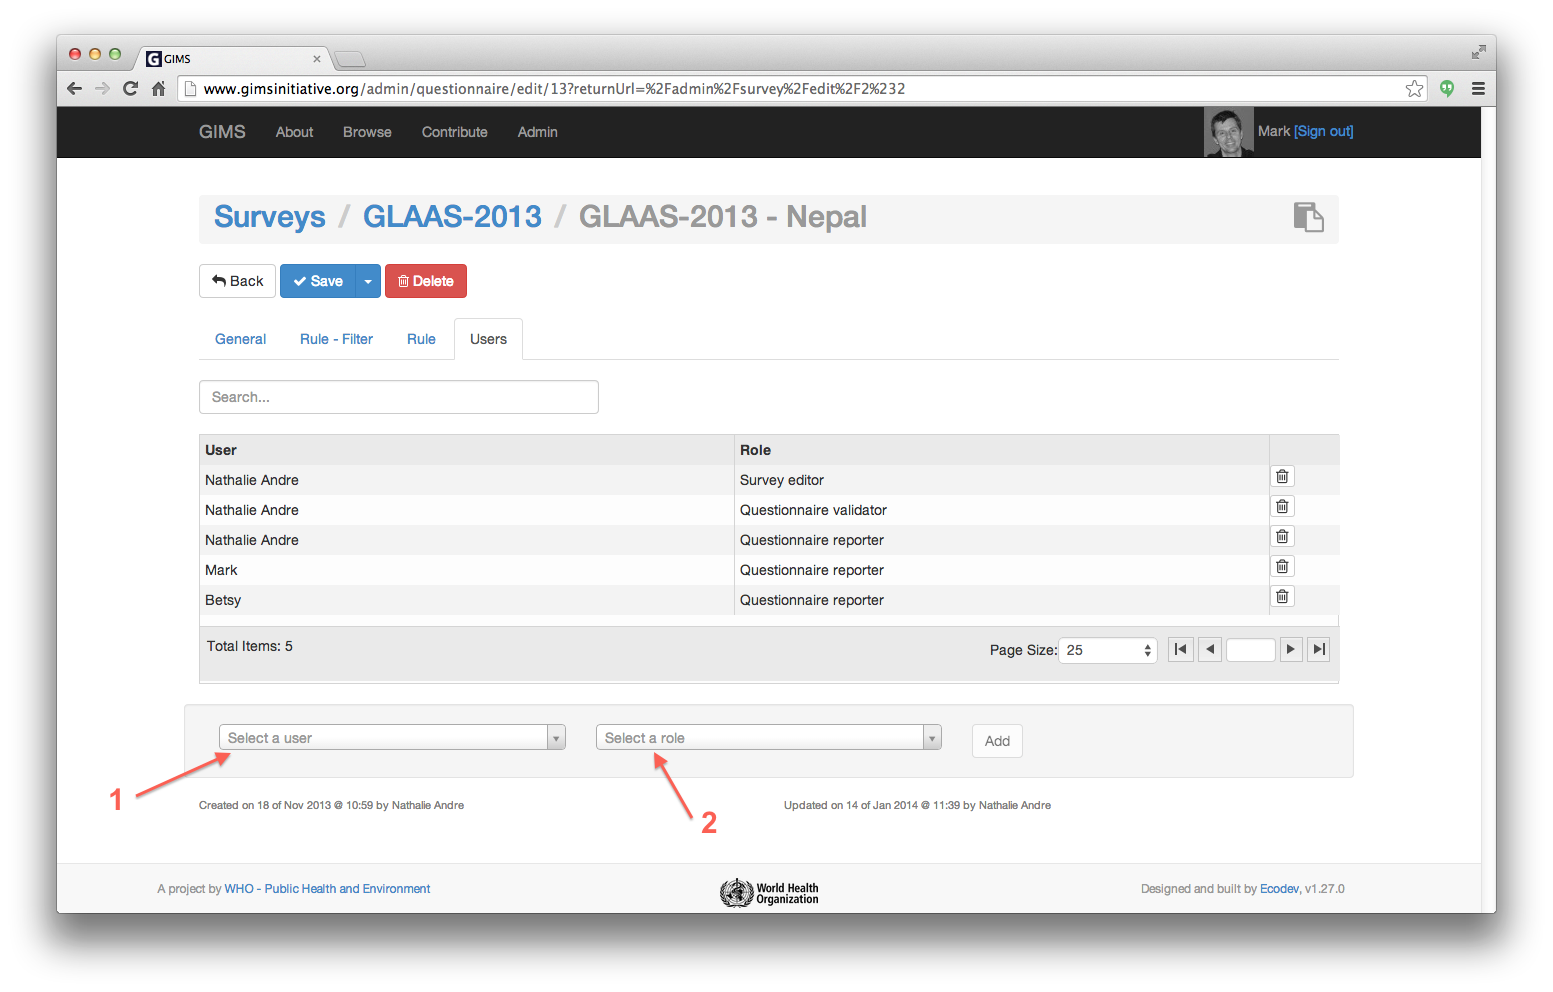 GIMS
www.gimsinitiative.org/admin/questionnaire/edit/13?returnUrl=%2Fadmin%2Fsurvey%2Fedit%2F2%232
GIMS About Browse Contribute Admin Mark [Sign out]
Surveys / GLAAS-2013 / GLAAS-2013 - Nepal
Back Save Delete
General Rule - Filter Rule Users
Search...
User Role
Nathalie Andre Survey editor
Nathalie Andre Questionnaire validator
Nathalie Andre Questionnaire reporter
Mark Questionnaire reporter
Betsy Questionnaire reporter
Total Items: 5 Page Size: 25
Select a user Select a role Add
1
2
Created on 18 of Nov 2013 @ 10:59 by Nathalie Andre Updated on 14 of Jan 2014 @ 11:39 by Nathalie Andre
A project by WHO - Public Health and Environment World Health Designed and built by Ecodev, v1.27.0
Organization